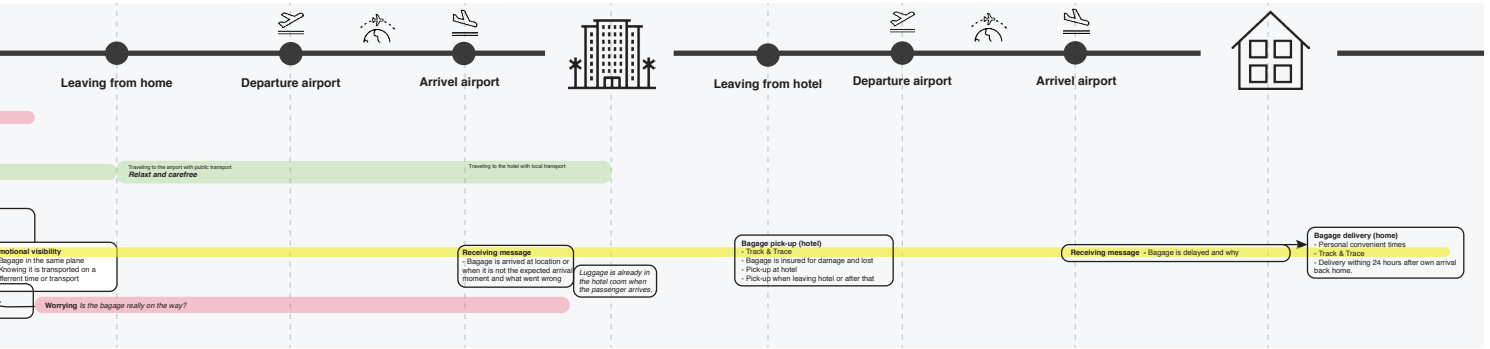 Leaving from home
Departure airport
Arrivel airport
Leaving from hotel
Departure airport
Arrivel airport
Traveling to the airport with public transport
Relaxt and carefree
Traveling to the hotel with local transport
motional visibility
Bagage in the same plane
Knowing it is transported on a
fferrent time or transport
Receiving message
- Bagage is arrived at location or
when it is not the expected arrival
moment and what went wrong
Luggage is already in
the hotel room when
the passenger arrives.
Bagage pick-up (hotel)
- Track & Trace
- Bagage is insured for damage and lost
- Pick-up at hotel
- Pick-up when leaving hotel or after that
Receiving message - Bagage is delayed and why
Bagage delivery (home)
- Personal convenient times
- Track & Trace
- Delivery withing 24 hours after own arrival
back home.
Worrying Is the bagage really on the way?